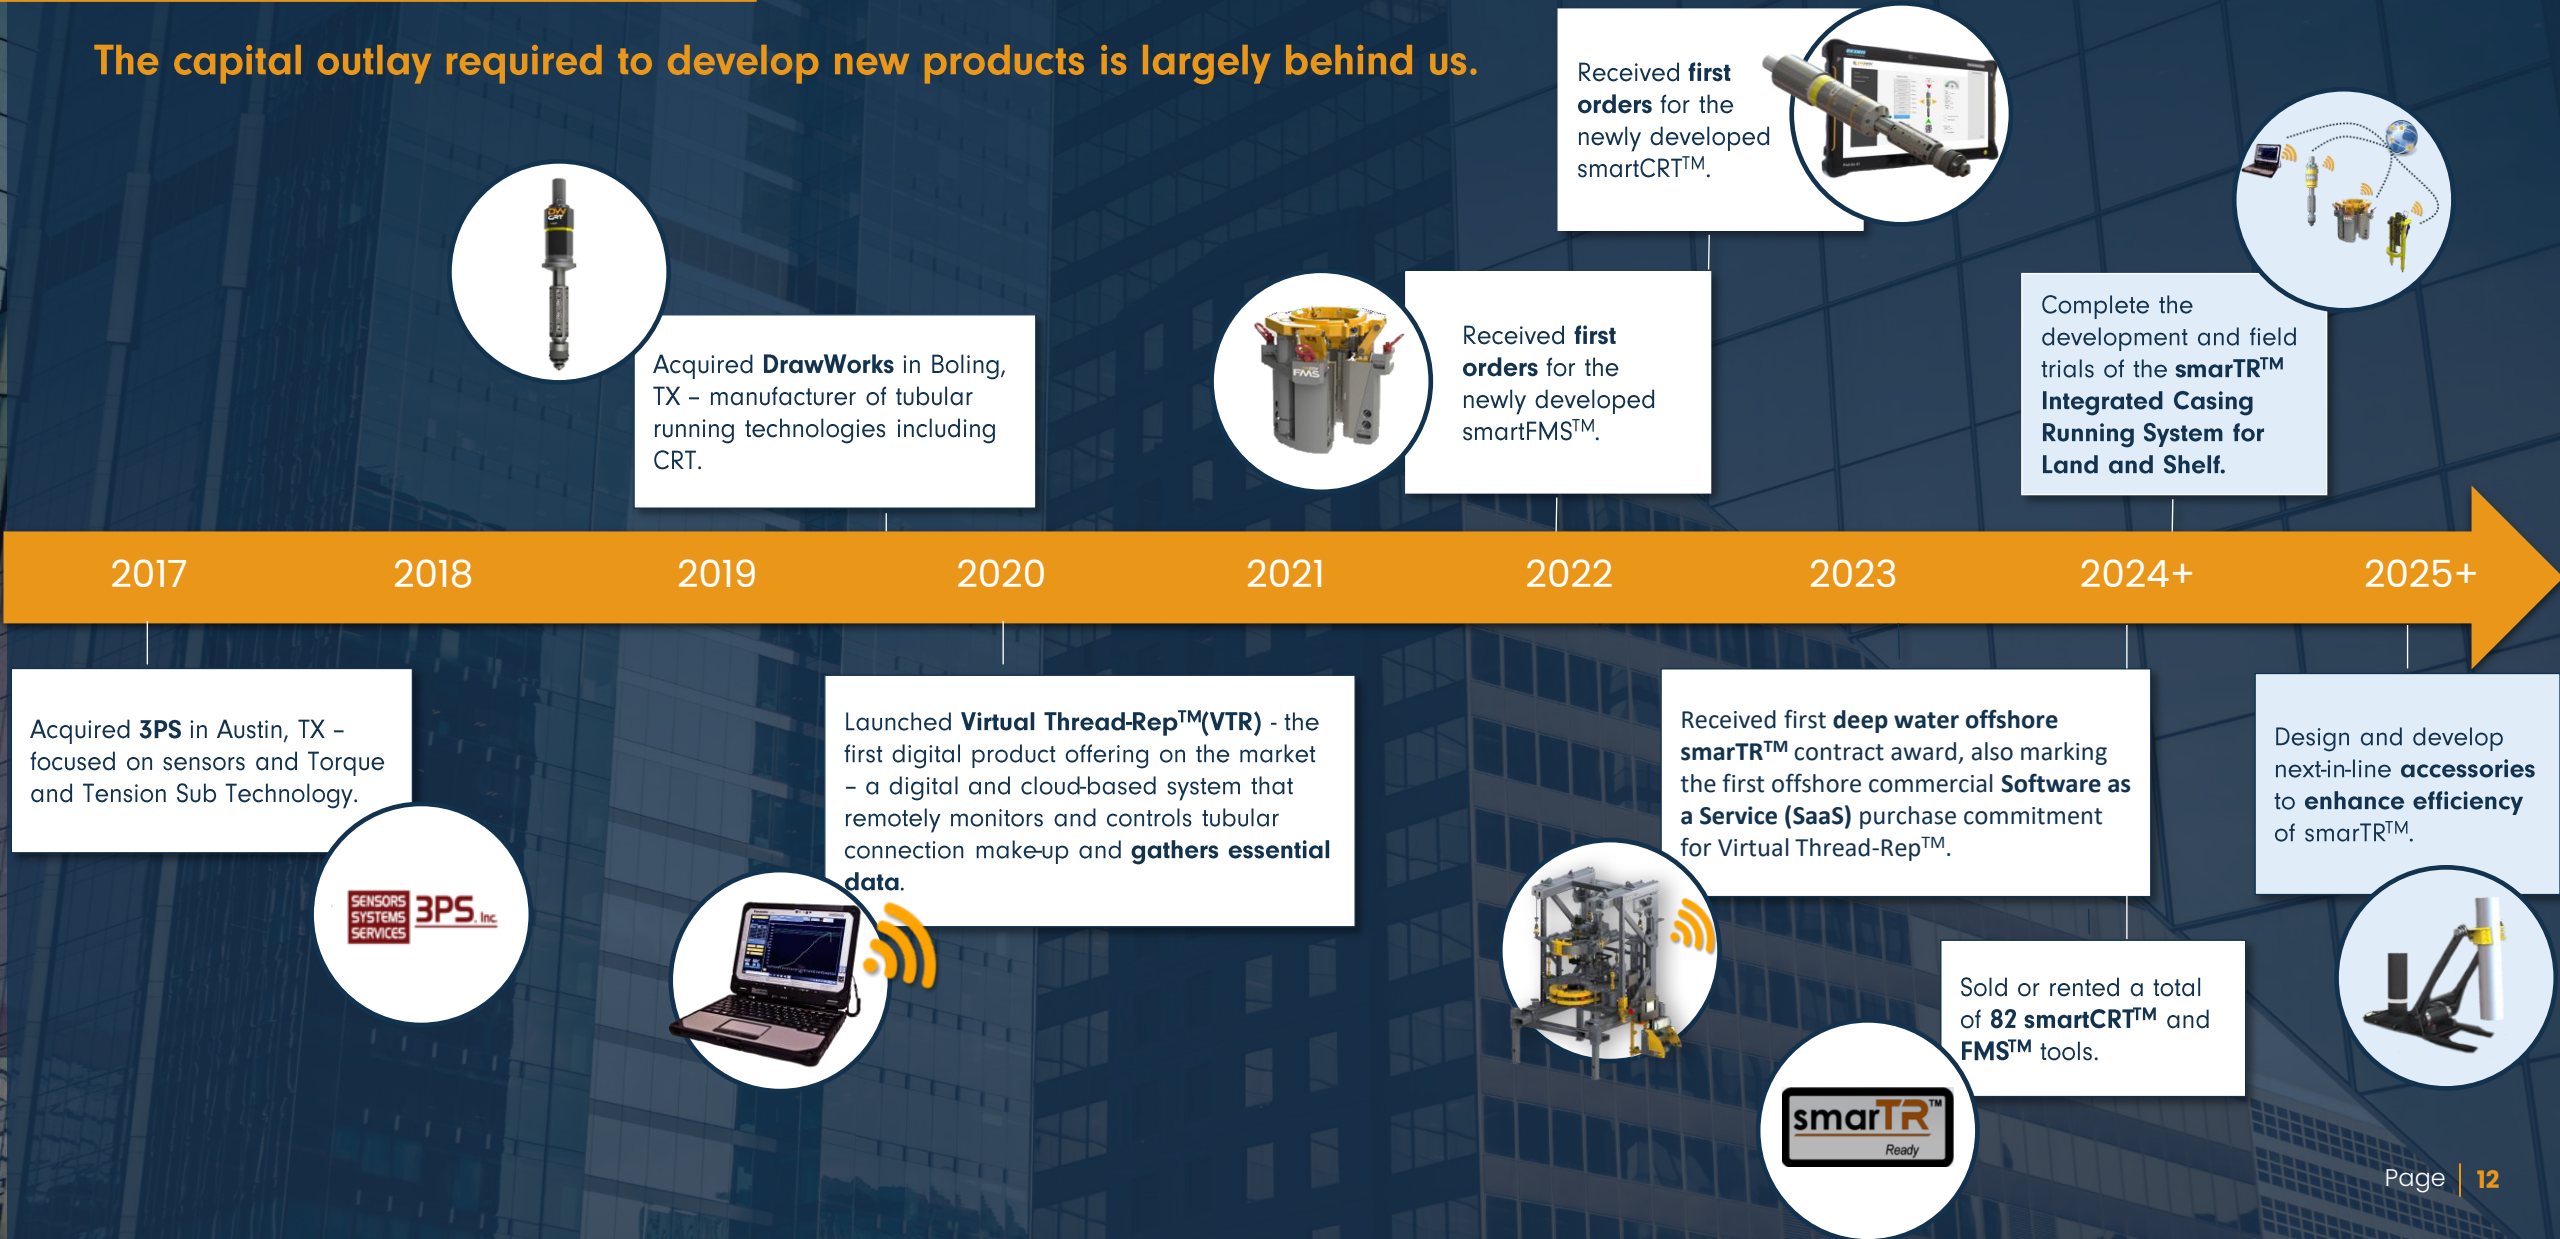 The capital outlay required to develop new products is largely behind us.
Received first
orders for the
newly developed
smartCRT™.
DW
CRT
Acquired DrawWorks in Boling,
TX – manufacturer of tubular
running technologies including
CRT.
FMS
Received first
orders for the
newly developed
smartFMS™.
Complete the
development and field
trials of the smarTR™
Integrated Casing
Running System for
Land and Shelf.
2017
2018
2019
2020
2021
2022
2023
2024+
2025+
Acquired 3PS in Austin, TX –
focused on sensors and Torque
and Tension Sub Technology.
SENSORS
SYSTEMS
SERVICES
3PS, Inc.
Launched Virtual Thread-Rep™(VTR) - the
first digital product offering on the market
– a digital and cloud-based system that
remotely monitors and controls tubular
connection make-up and gathers essential
data.
Received first deep water offshore
smarTR™ contract award, also marking
the first offshore commercial Software as
a Service (SaaS) purchase commitment
for Virtual Thread-Rep™.
Sold or rented a total
of 82 smartCRT™ and
FMS™ tools.
smarTR™
Ready
Design and develop
next-in-line accessories
to enhance efficiency
of smarTR™.
Page | 12